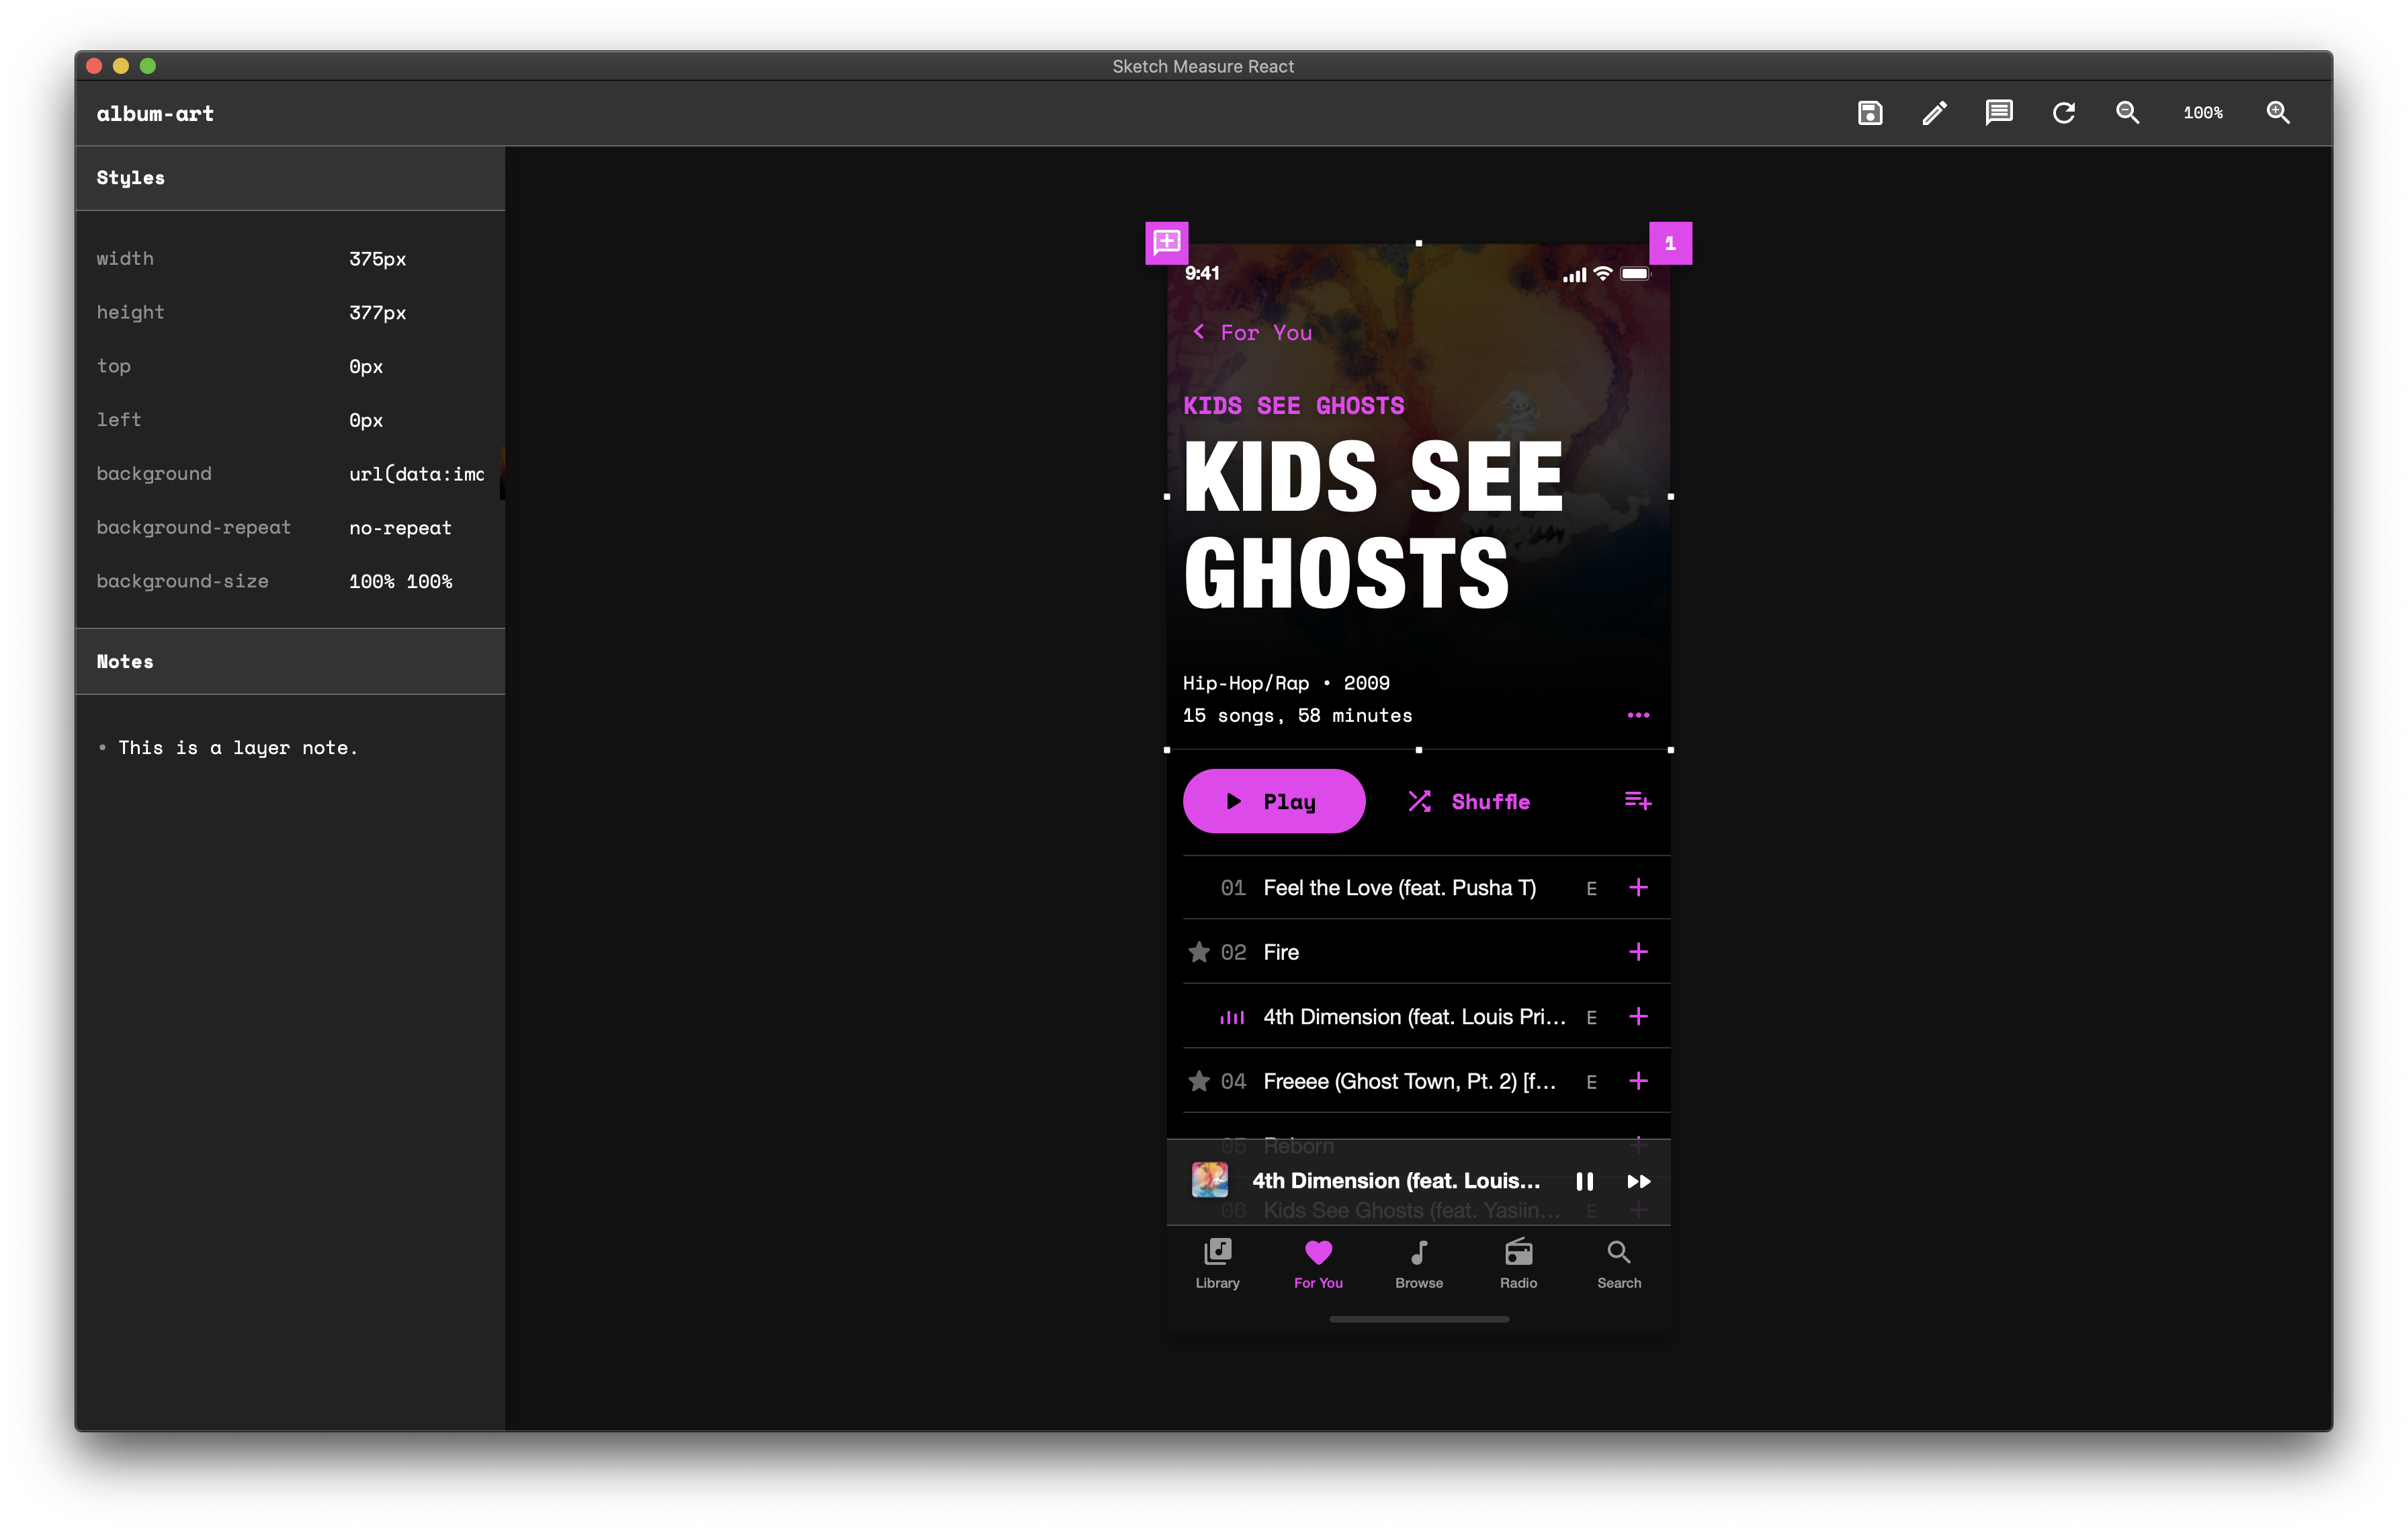 Sketch Measure React
album-art
100%
Styles
width 375px
height 377px
top 0px
left 0px
background url(data:ima
background-repeat no-repeat
background-size 100% 100%
Notes
• This is a layer note.
1
9:41
For You
KIDS SEE GHOSTS
KIDS SEE
GHOSTS
Hip-Hop/Rap • 2009
15 songs, 58 minutes
Play
Shuffle
01 Feel the Love (feat. Pusha T) E
02 Fire
4th Dimension (feat. Louis Pri... E
04 Freeee (Ghost Town, Pt. 2) [f... E
05 Reborn
4th Dimension (feat. Louis...
06 Kids See Ghosts (feat. Yasiin... E
Library
For You
Browse
Radio
Search